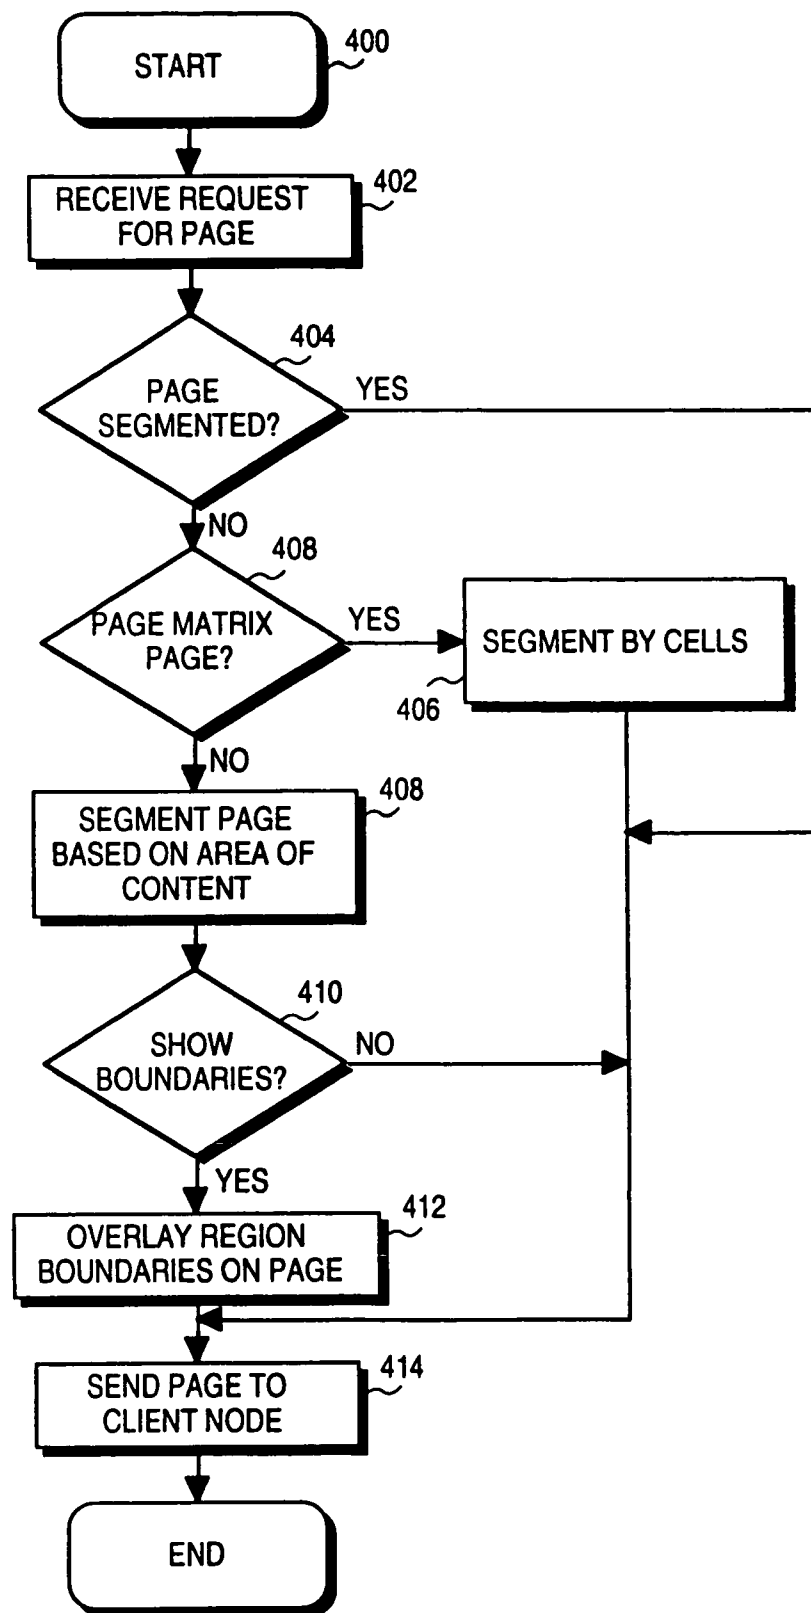 START
400
RECEIVE REQUEST
FOR PAGE
402
404
PAGE
SEGMENTED?
YES
NO
408
PAGE MATRIX
PAGE?
YES
SEGMENT BY CELLS
406
NO
408
SEGMENT PAGE
BASED ON AREA OF
CONTENT
410
SHOW
BOUNDARIES?
NO
YES
412
OVERLAY REGION
BOUNDARIES ON PAGE
414
SEND PAGE TO
CLIENT NODE
END